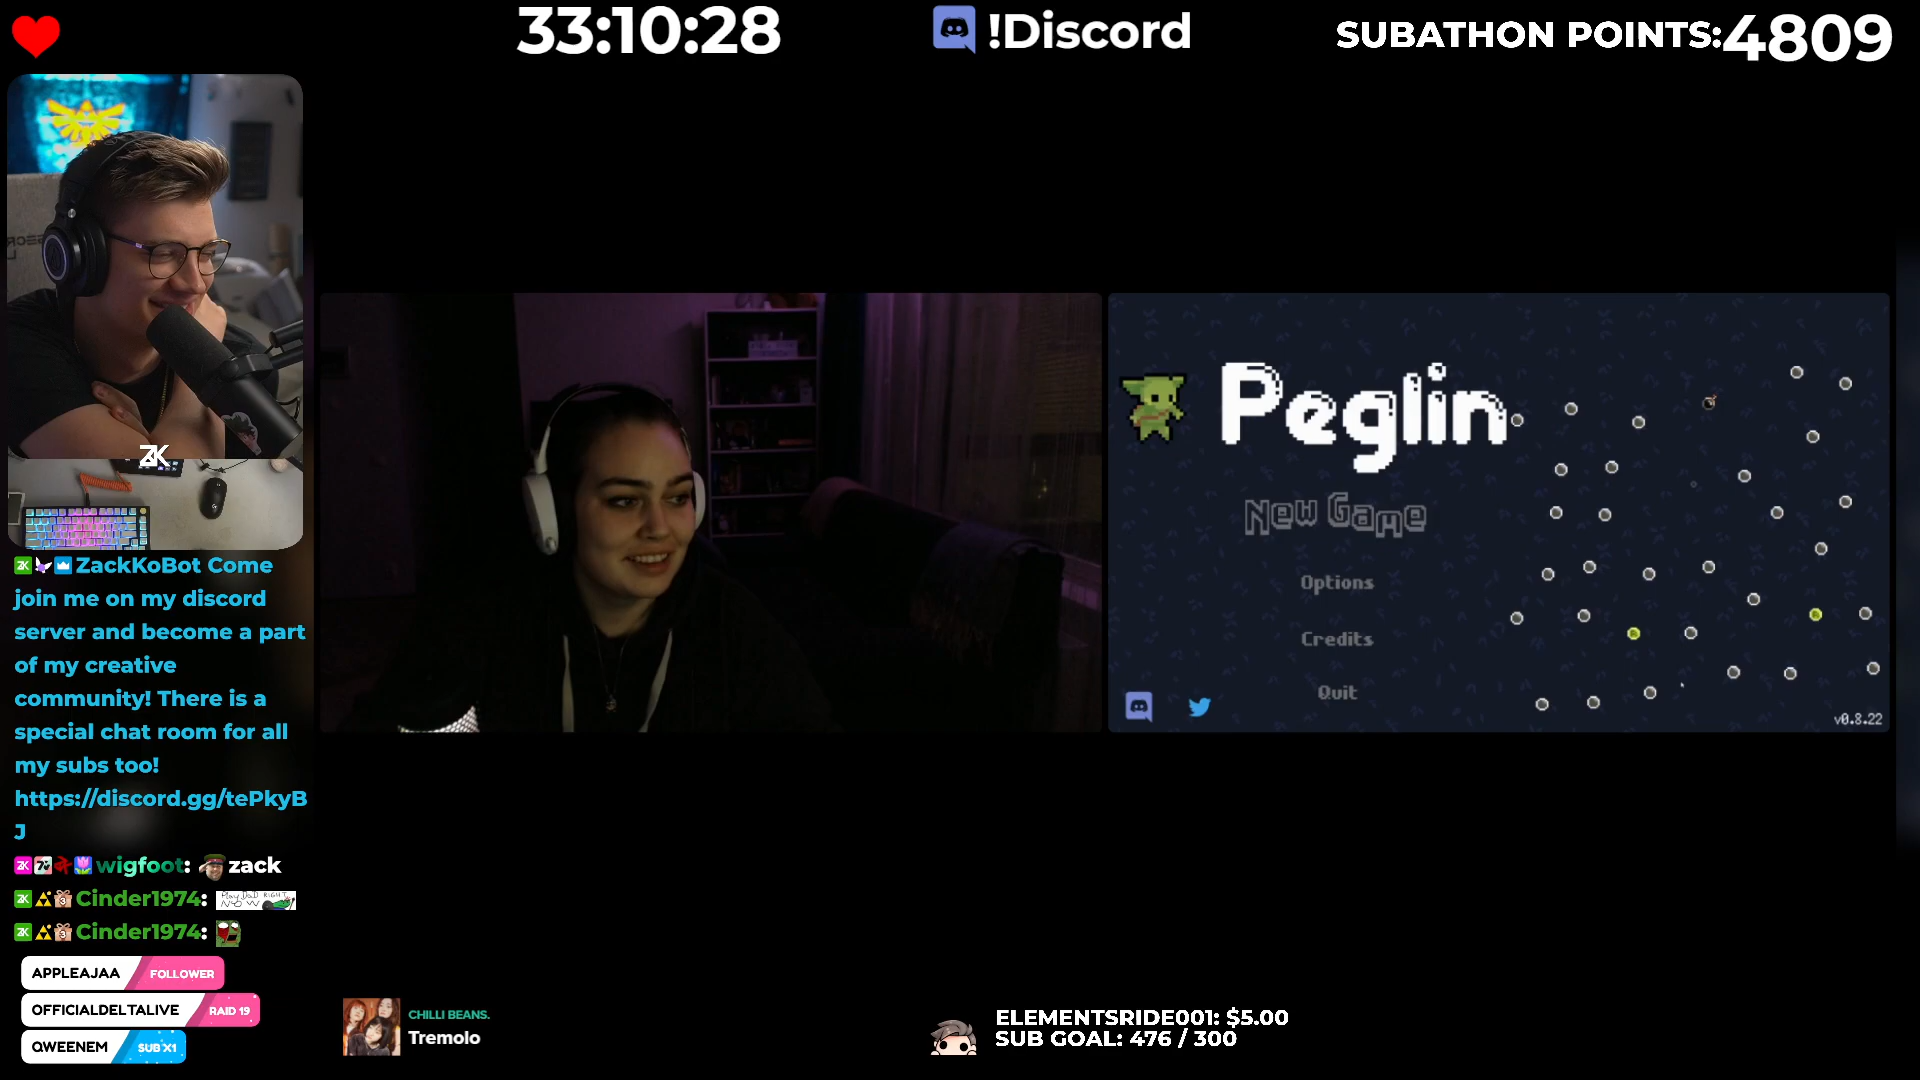 33:10:28
!Discord
SUBATHON POINTS:4809
ZK
ZackKoBot Come
join me on my discord
server and become a part
of my creative
community! There is a
special chat room for all
my subs too!
https://discord.gg/tePkyB
J
wigfoot: zack
Cinder1974:
Cinder1974:
APPLEAJAA FOLLOWER
OFFICIALDELTALIVE RAID 19
QWEENEM SUB X1
Peglin
New Game
Options
Credits
Quit
v0.8.22
CHILLI BEANS.
Tremolo
ELEMENTSRIDE001: $5.00
SUB GOAL: 476 / 300